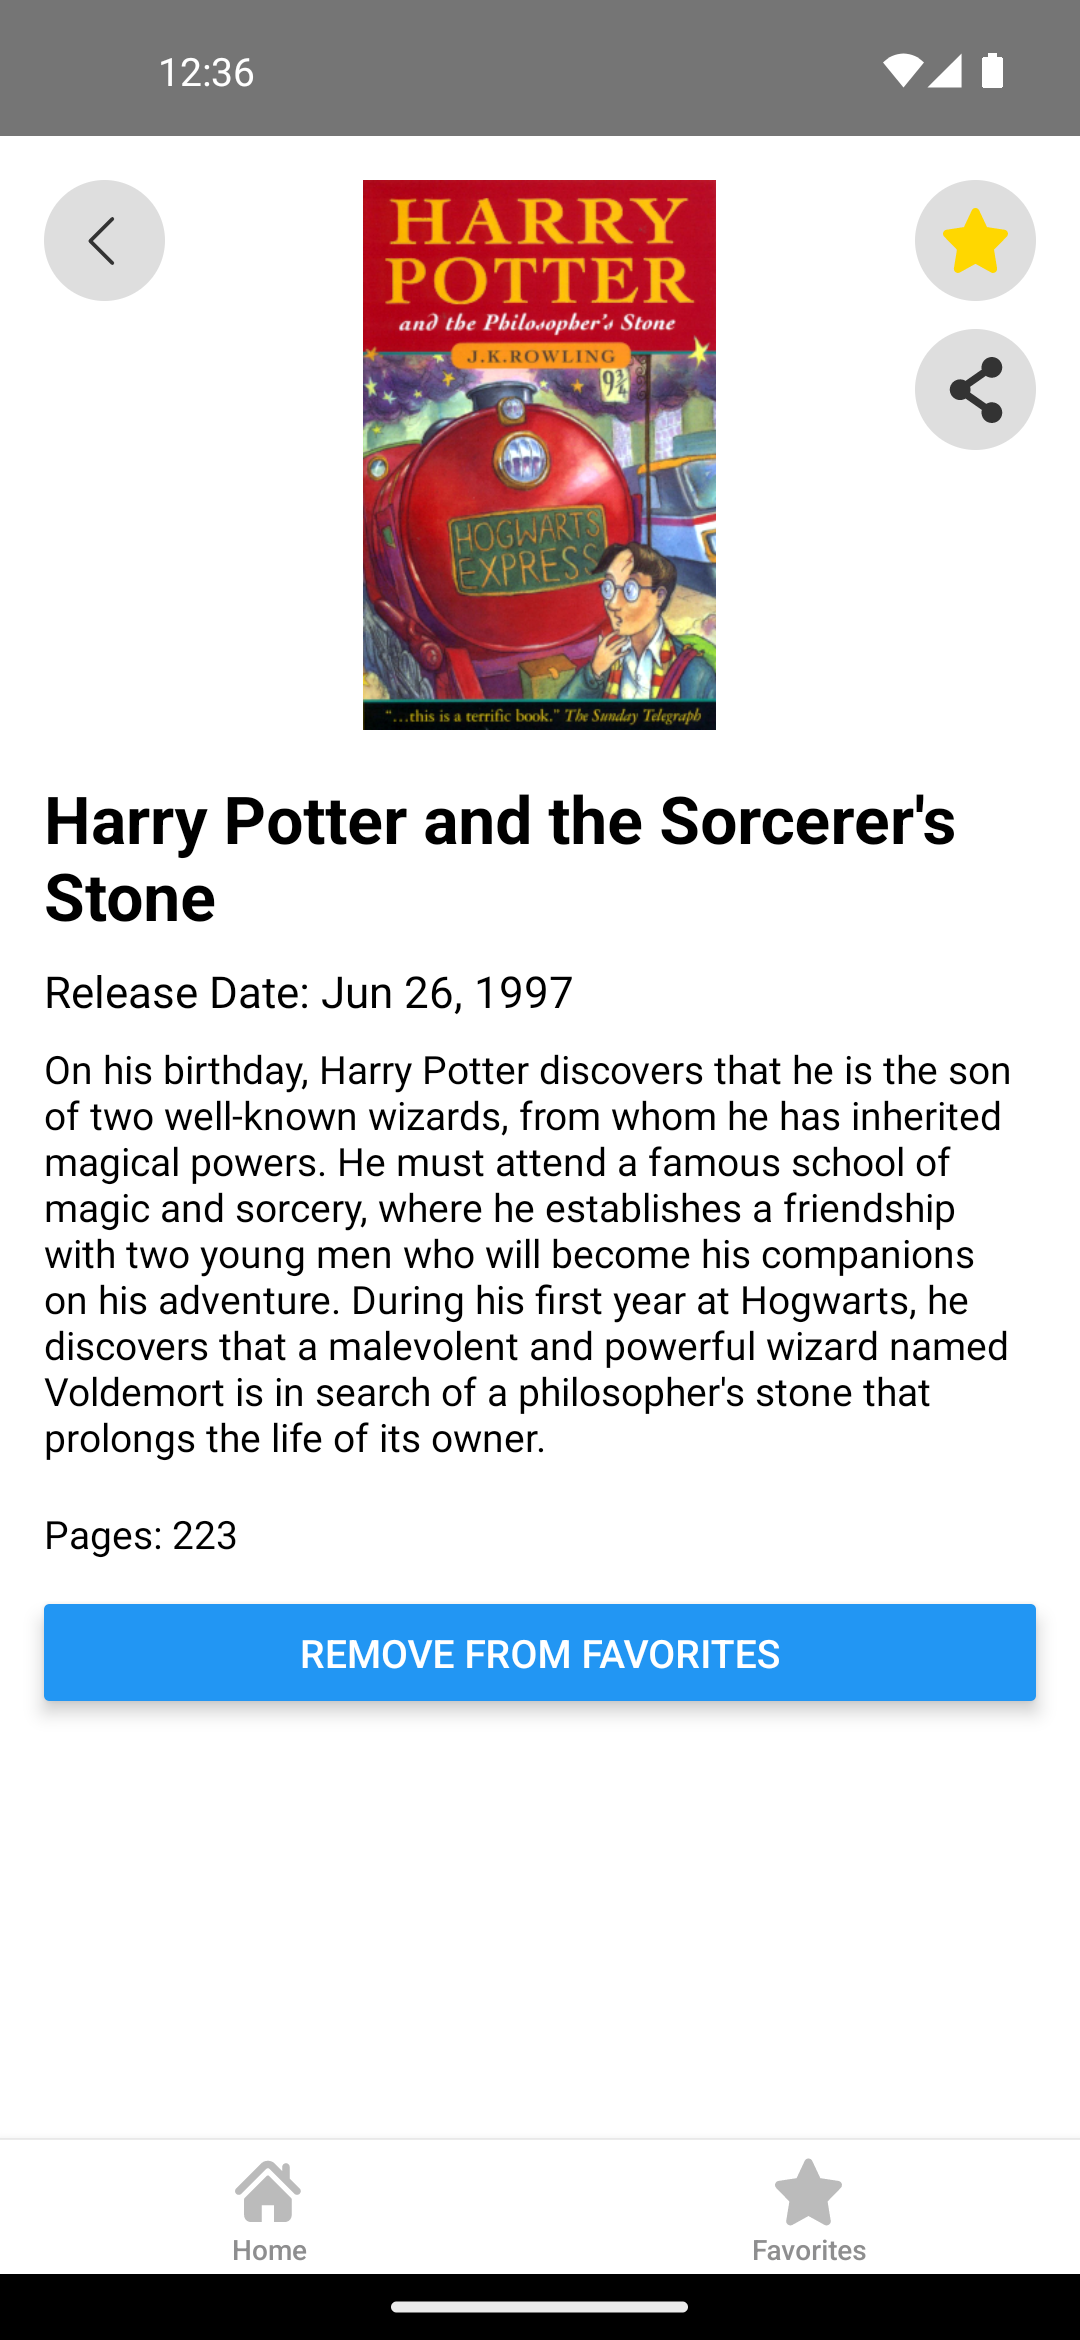 12:36
HARRY
POTTER
and the Philosopher's Stone
J.K.ROWLING
9¾
HOGWARTS
EXPRESS
"...this is a terrific book." The Sunday Telegraph
Harry Potter and the Sorcerer's
Stone
Release Date: Jun 26, 1997
On his birthday, Harry Potter discovers that he is the son
of two well-known wizards, from whom he has inherited
magical powers. He must attend a famous school of
magic and sorcery, where he establishes a friendship
with two young men who will become his companions
on his adventure. During his first year at Hogwarts, he
discovers that a malevolent and powerful wizard named
Voldemort is in search of a philosopher's stone that
prolongs the life of its owner.
Pages: 223
REMOVE FROM FAVORITES
Home
Favorites